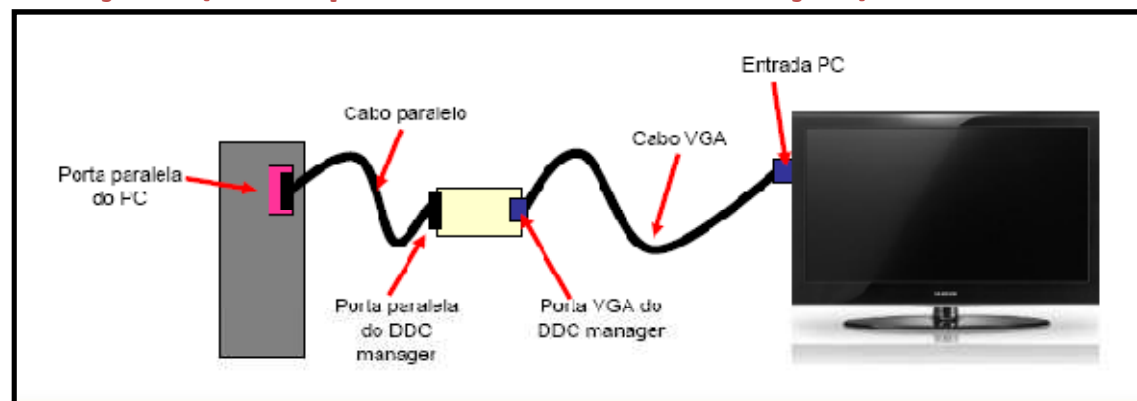 Entrada PC
Cabo paralelo
Cabo VGA
Porta paralela
do PC
Porta paralela
do DDC
manager
Porta VGA do
DDC manager